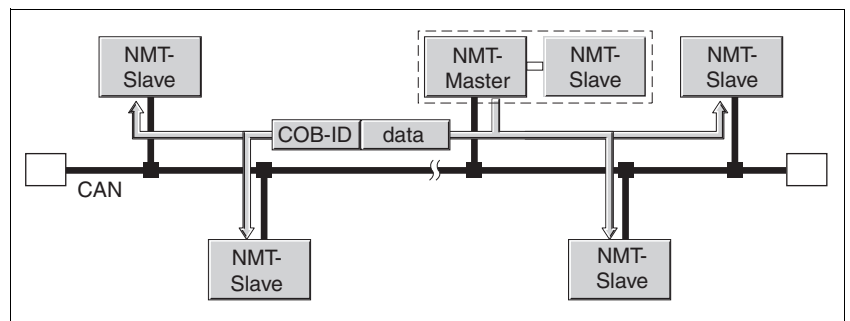 NMT-
Slave
NMT-
Master
NMT-
Slave
NMT-
Slave
COB-ID
data
CAN
NMT-
Slave
NMT-
Slave